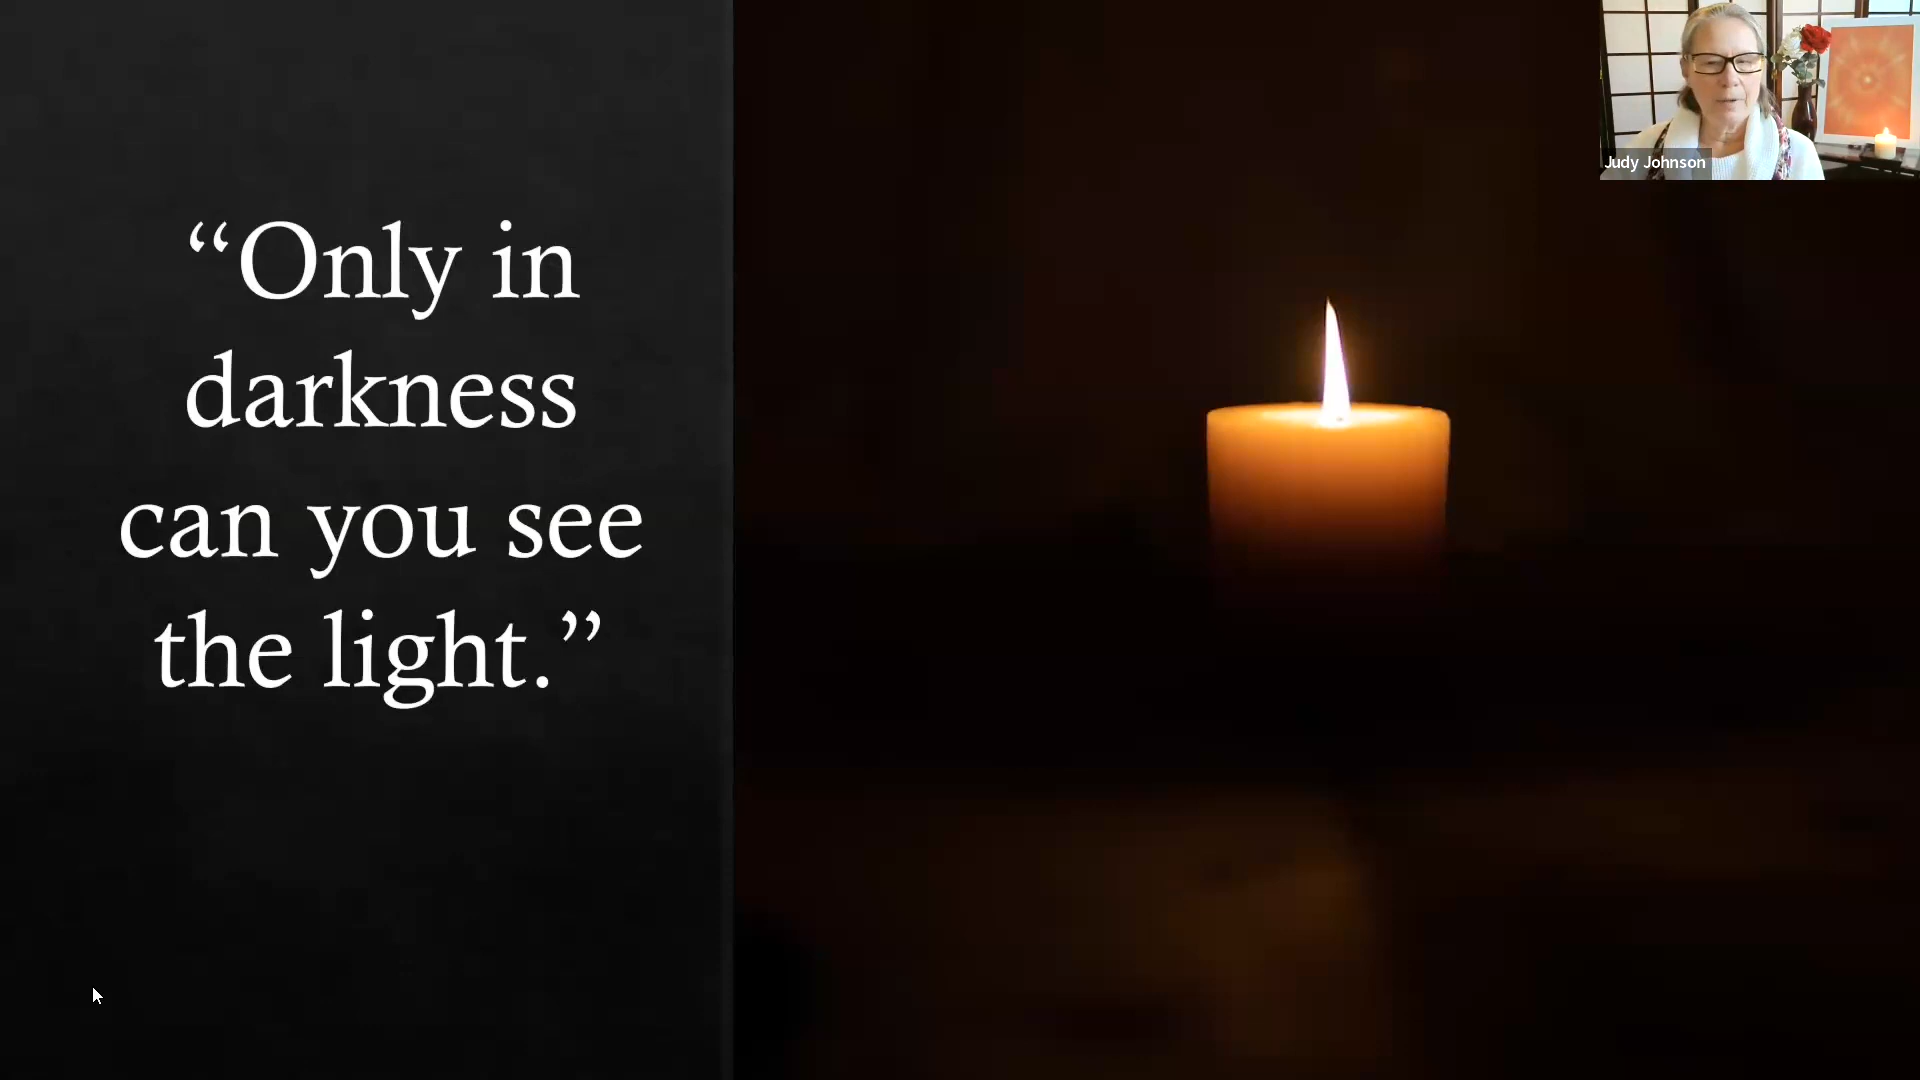 “Only in
darkness
can you see
the light.”
Judy Johnson